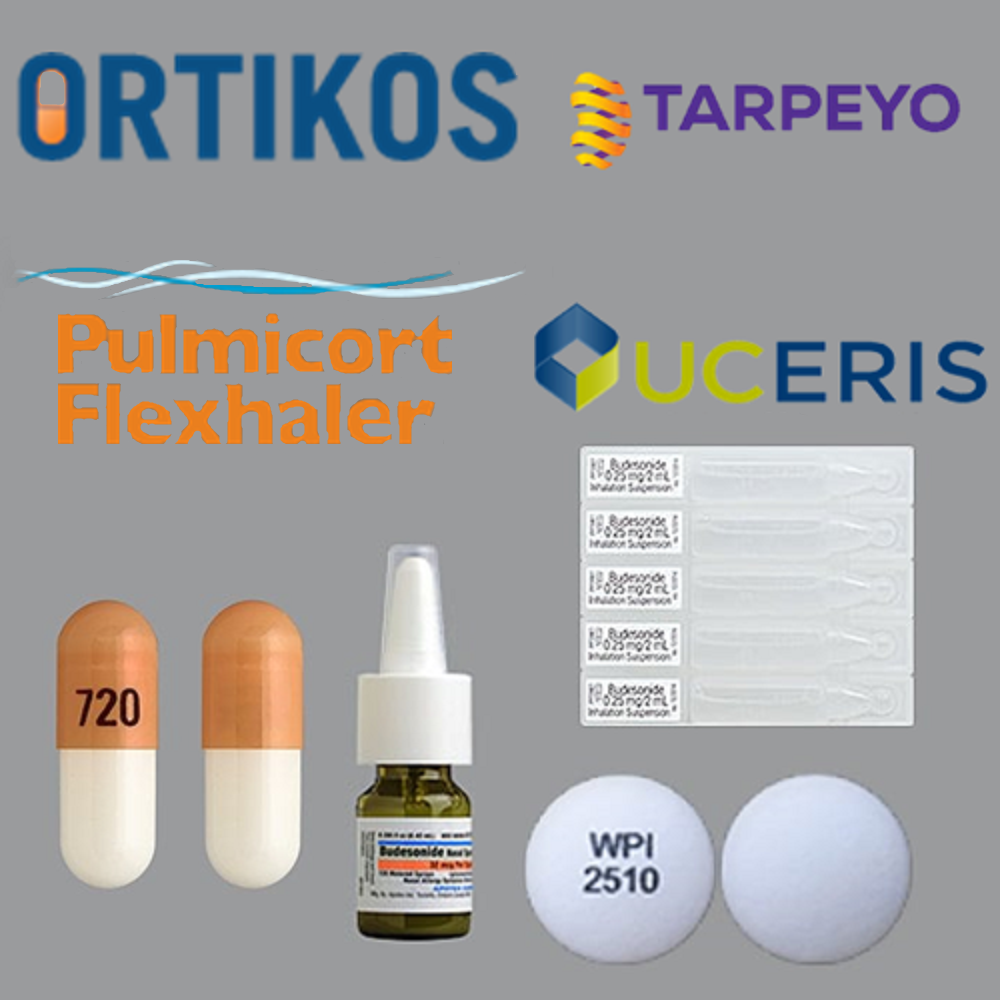 ORTIKOS
TARPEYO
Pulmicort
Flexhaler
UCERIS
Budesonide
0.25 mg/2 mL
Inhalation Suspension
Budesonide
0.25 mg/2 mL
Inhalation Suspension
Budesonide
0.25 mg/2 mL
Inhalation Suspension
Budesonide
0.25 mg/2 mL
Inhalation Suspension
Budesonide
0.25 mg/2 mL
Inhalation Suspension
720
Budesonide Nasal
WPI
2510